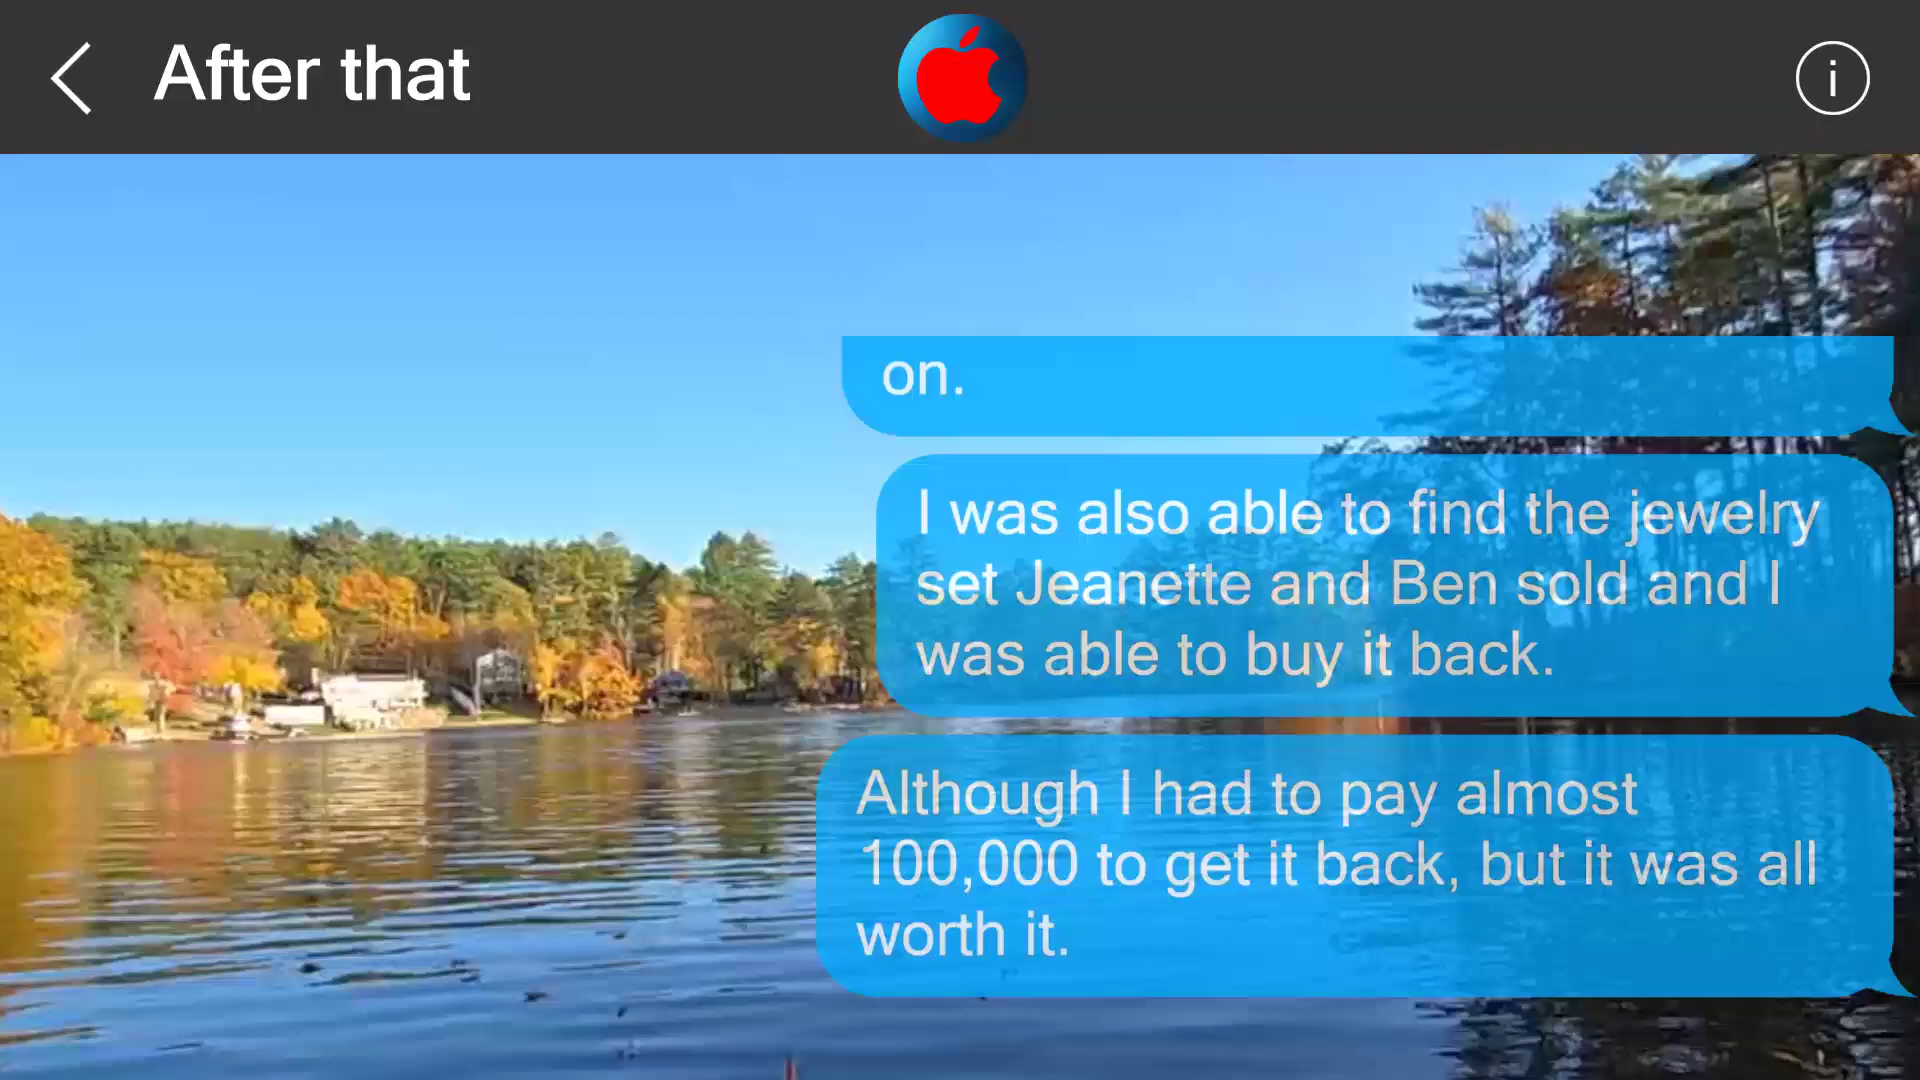 After that
on.
I was also able to find the jewelry
set Jeanette and Ben sold and I
was able to buy it back.
Although I had to pay almost
100,000 to get it back, but it was all
worth it.